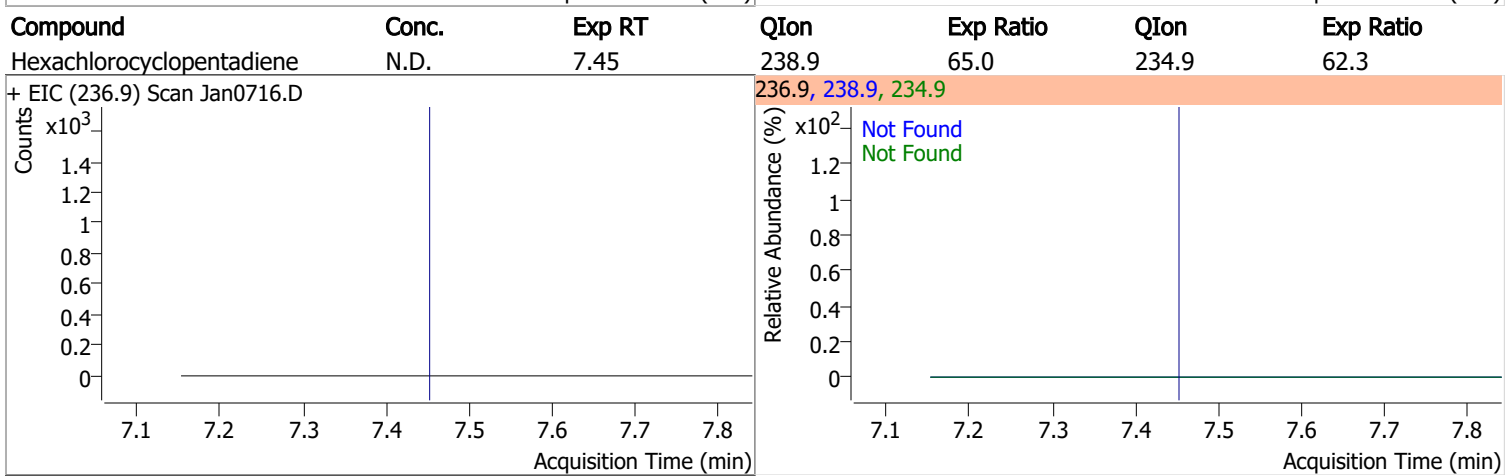 Compound Conc. Exp RT QIon Exp Ratio QIon Exp Ratio
Hexachlorocyclopentadiene N.D. 7.45 238.9 65.0 234.9 62.3
+ EIC (236.9) Scan Jan0716.D
Counts
x10³
1.4
1.2
1
0.8
0.6
0.4
0.2
0
7.1 7.2 7.3 7.4 7.5 7.6 7.7 7.8
Acquisition Time (min)
236.9, 238.9, 234.9
Relative Abundance (%)
x10²
Not Found
Not Found
1.2
1
0.8
0.6
0.4
0.2
0
7.1 7.2 7.3 7.4 7.5 7.6 7.7 7.8
Acquisition Time (min)